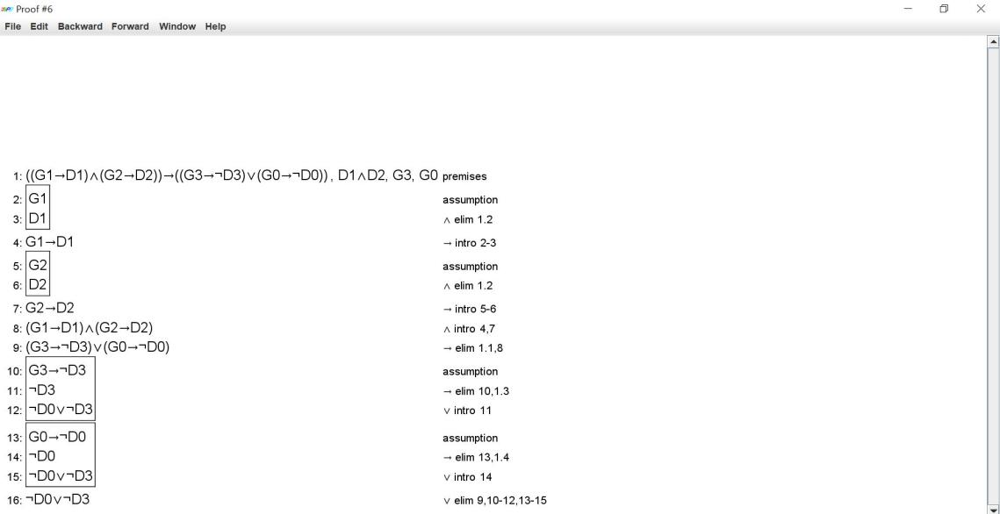 Proof #6
File Edit Backward Forward Window Help
1: ((G1→D1)∧(G2→D2))→((G3→¬D3)∨(G0→¬D0)), D1∧D2, G3, G0 premises
2: G1 assumption
3: D1 ∧ elim 1.2
4: G1→D1 → intro 2-3
5: G2 assumption
6: D2 ∧ elim 1.2
7: G2→D2 → intro 5-6
8: (G1→D1)∧(G2→D2) ∧ intro 4,7
9: (G3→¬D3)∨(G0→¬D0) → elim 1.1,8
10: G3→¬D3 assumption
11: ¬D3 → elim 10,1.3
12: ¬D0∨¬D3 ∨ intro 11
13: G0→¬D0 assumption
14: ¬D0 → elim 13,1.4
15: ¬D0∨¬D3 ∨ intro 14
16: ¬D0∨¬D3 ∨ elim 9,10-12,13-15